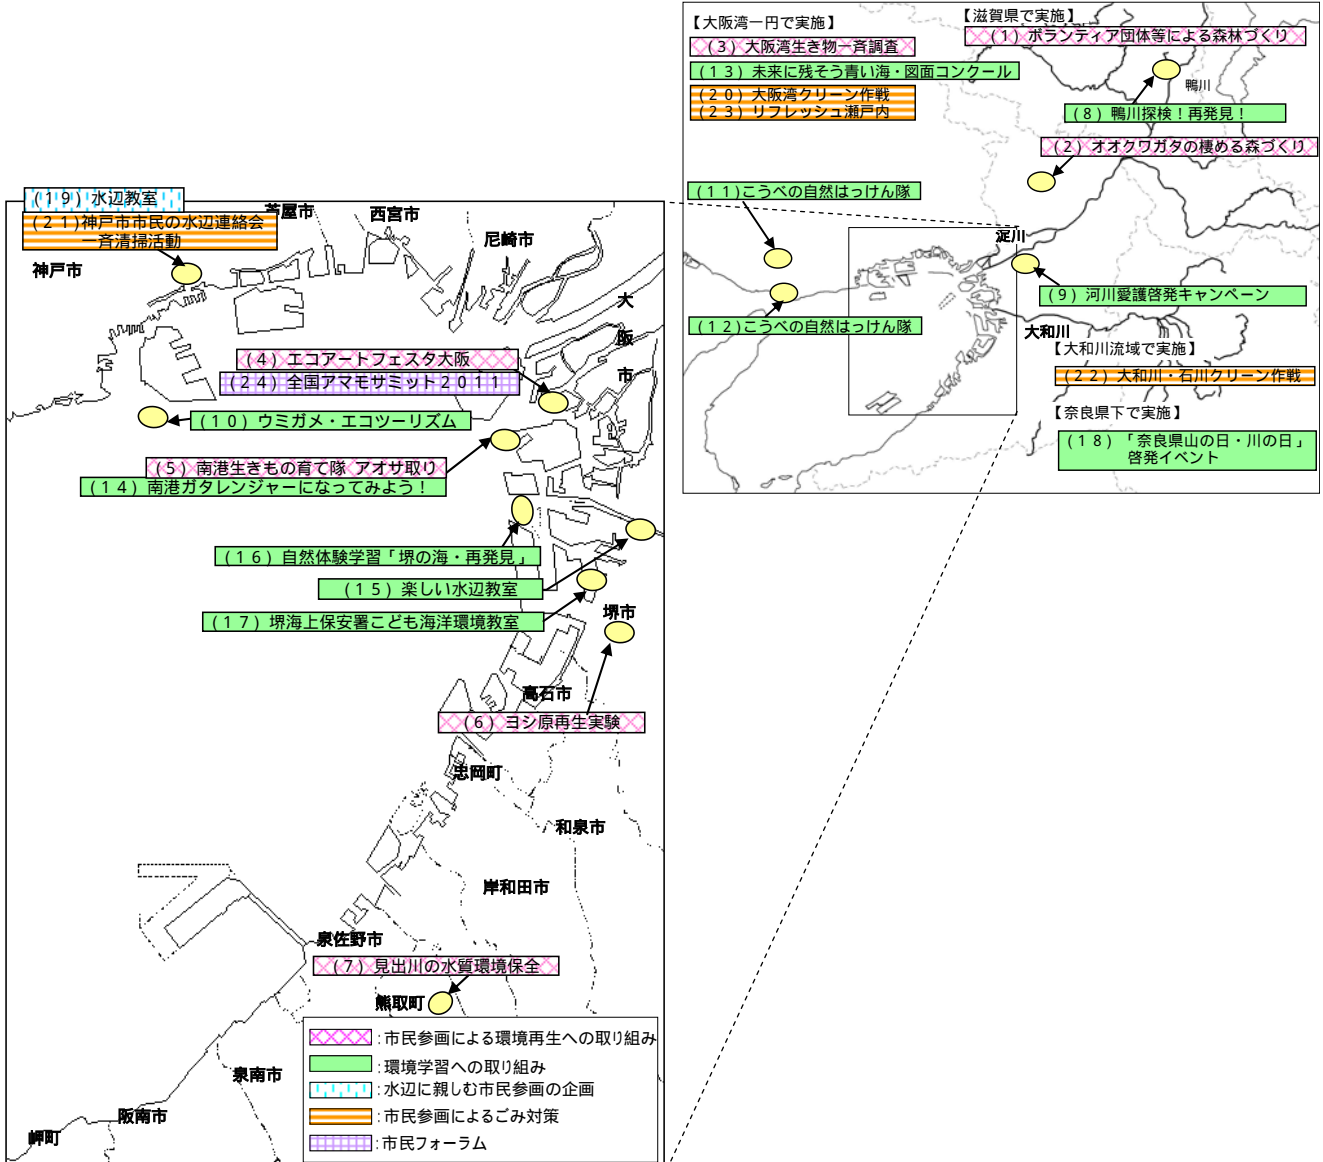 【大阪湾一円で実施】
(3) 大阪湾生き物一斉調査
(13) 未来に残そう青い海・図面コンクール
(20) 大阪湾クリーン作戦
(23) リフレッシュ瀬戸内
【滋賀県で実施】
(1) ボランティア団体等による森林づくり
鴨川
(8) 鴨川探検！再発見！
(2) オオクワガタの棲める森づくり
(11)こうべの自然はっけん隊
淀川
(9) 河川愛護啓発キャンペーン
(12)こうべの自然はっけん隊
大和川
【大和川流域で実施】
(22) 大和川・石川クリーン作戦
【奈良県下で実施】
(18) 「奈良県山の日・川の日」
啓発イベント
(19) 水辺教室
(21)神戸市市民の水辺連絡会
一斉清掃活動
芦屋市
西宮市
尼崎市
神戸市
大阪市
(4) エコアートフェスタ大阪
(24) 全国アマモサミット2011
(10) ウミガメ・エコツーリズム
(5) 南港生きもの育て隊 アオサ取り
(14) 南港ガタレンジャーになってみよう！
(16) 自然体験学習「堺の海・再発見」
(15) 楽しい水辺教室
(17) 堺海上保安署こども海洋環境教室
堺市
高石市
(6) ヨシ原再生実験
忠岡町
和泉市
岸和田市
泉佐野市
(7) 見出川の水質環境保全
熊取町
泉南市
阪南市
岬町
:市民参画による環境再生への取り組み
:環境学習への取り組み
:水辺に親しむ市民参画の企画
:市民参画によるごみ対策
:市民フォーラム